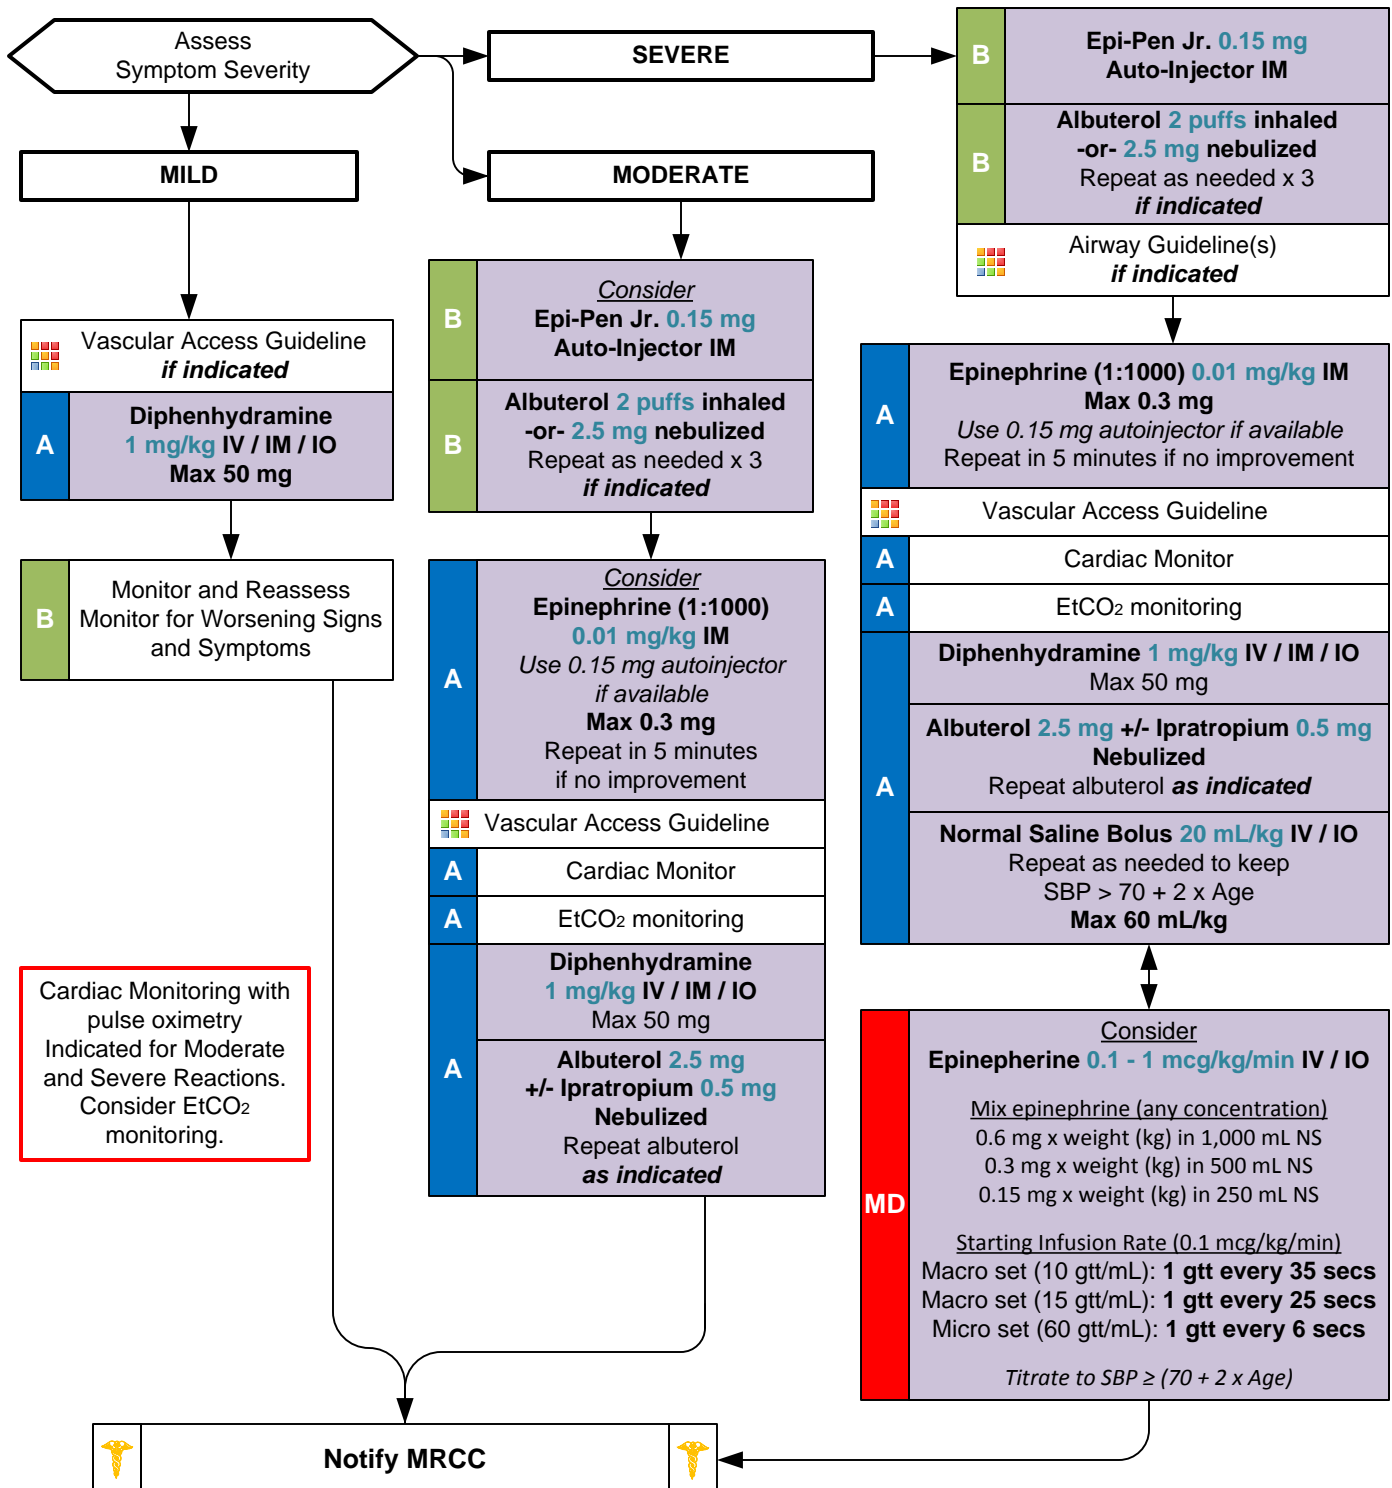 Assess
Symptom Severity
SEVERE
MILD
MODERATE
B
Epi-Pen Jr. 0.15 mg
Auto-Injector IM
B
Albuterol 2 puffs inhaled
-or- 2.5 mg nebulized
Repeat as needed x 3
if indicated
Airway Guideline(s)
if indicated
Vascular Access Guideline
if indicated
A
Diphenhydramine
1 mg/kg IV / IM / IO
Max 50 mg
B
Monitor and Reassess
Monitor for Worsening Signs
and Symptoms
B
Consider
Epi-Pen Jr. 0.15 mg
Auto-Injector IM
B
Albuterol 2 puffs inhaled
-or- 2.5 mg nebulized
Repeat as needed x 3
if indicated
A
Consider
Epinephrine (1:1000)
0.01 mg/kg IM
Use 0.15 mg autoinjector
if available
Max 0.3 mg
Repeat in 5 minutes
if no improvement
Vascular Access Guideline
A
Cardiac Monitor
A
EtCO2 monitoring
A
Diphenhydramine
1 mg/kg IV / IM / IO
Max 50 mg
Albuterol 2.5 mg
+/- Ipratropium 0.5 mg
Nebulized
Repeat albuterol
as indicated
A
Epinephrine (1:1000) 0.01 mg/kg IM
Max 0.3 mg
Use 0.15 mg autoinjector if available
Repeat in 5 minutes if no improvement
Vascular Access Guideline
A
Cardiac Monitor
A
EtCO2 monitoring
A
Diphenhydramine 1 mg/kg IV / IM / IO
Max 50 mg
Albuterol 2.5 mg +/- Ipratropium 0.5 mg
Nebulized
Repeat albuterol as indicated
Normal Saline Bolus 20 mL/kg IV / IO
Repeat as needed to keep
SBP > 70 + 2 x Age
Max 60 mL/kg
Cardiac Monitoring with
pulse oximetry
Indicated for Moderate
and Severe Reactions.
Consider EtCO2
monitoring.
MD
Consider
Epinepherine 0.1 - 1 mcg/kg/min IV / IO
Mix epinephrine (any concentration)
0.6 mg x weight (kg) in 1,000 mL NS
0.3 mg x weight (kg) in 500 mL NS
0.15 mg x weight (kg) in 250 mL NS
Starting Infusion Rate (0.1 mcg/kg/min)
Macro set (10 gtt/mL): 1 gtt every 35 secs
Macro set (15 gtt/mL): 1 gtt every 25 secs
Micro set (60 gtt/mL): 1 gtt every 6 secs
Titrate to SBP ≥ (70 + 2 x Age)
Notify MRCC